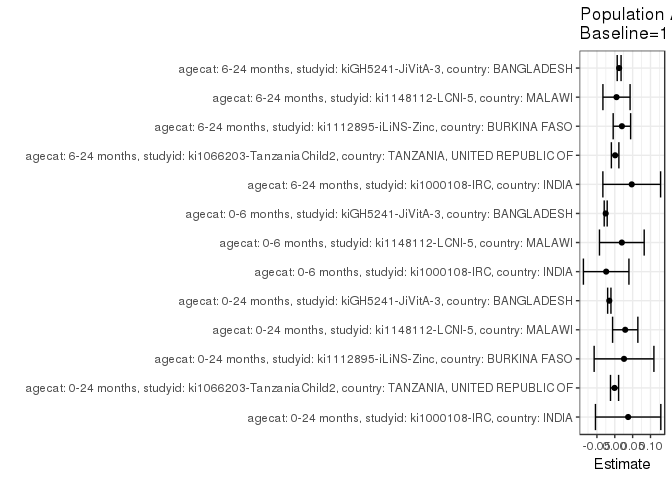 Population
Baseline=1
agecat: 6-24 months, studyid: kiGH5241-JiVitA-3, country: BANGLADESH
agecat: 6-24 months, studyid: ki1148112-LCNI-5, country: MALAWI
agecat: 6-24 months, studyid: ki1112895-iLiNS-Zinc, country: BURKINA FASO
agecat: 6-24 months, studyid: ki1066203-TanzaniaChild2, country: TANZANIA, UNITED REPUBLIC OF
agecat: 6-24 months, studyid: ki1000108-IRC, country: INDIA
agecat: 0-6 months, studyid: kiGH5241-JiVitA-3, country: BANGLADESH
agecat: 0-6 months, studyid: ki1148112-LCNI-5, country: MALAWI
agecat: 0-6 months, studyid: ki1000108-IRC, country: INDIA
agecat: 0-24 months, studyid: kiGH5241-JiVitA-3, country: BANGLADESH
agecat: 0-24 months, studyid: ki1148112-LCNI-5, country: MALAWI
agecat: 0-24 months, studyid: ki1112895-iLiNS-Zinc, country: BURKINA FASO
agecat: 0-24 months, studyid: ki1066203-TanzaniaChild2, country: TANZANIA, UNITED REPUBLIC OF
agecat: 0-24 months, studyid: ki1000108-IRC, country: INDIA
-0.05 0.00 0.05 0.10
Estimate